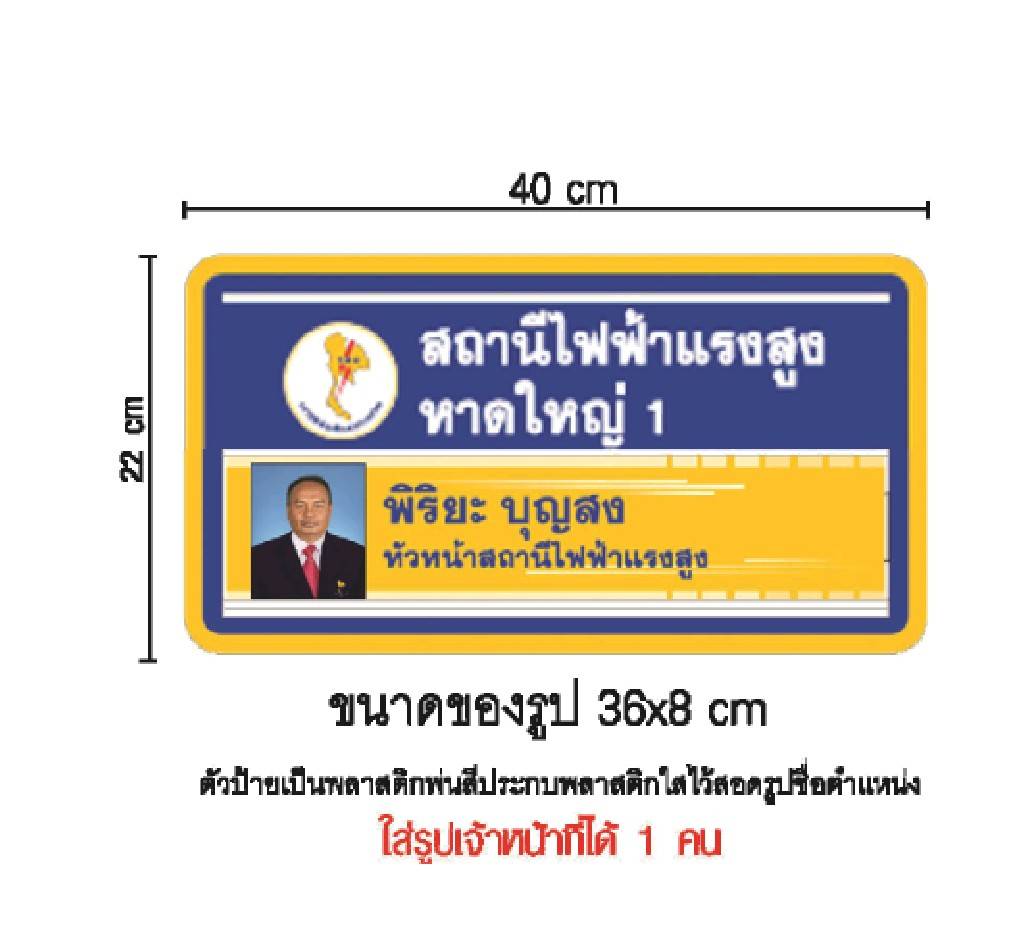 40 cm
22 cm
สถานีไฟฟ้าแรงสูง
หาดใหญ่ 1
พิริยะ บุญสง
หัวหน้าสถานีไฟฟ้าแรงสูง
ขนาดของรูป 36x8 cm
ตัวป้ายเป็นพลาสติกพ่นสีประกบพลาสติกใสไว้สอดรูปชื่อตำแหน่ง
ใส่รูปเจ้าหน้าที่ได้ 1 คน